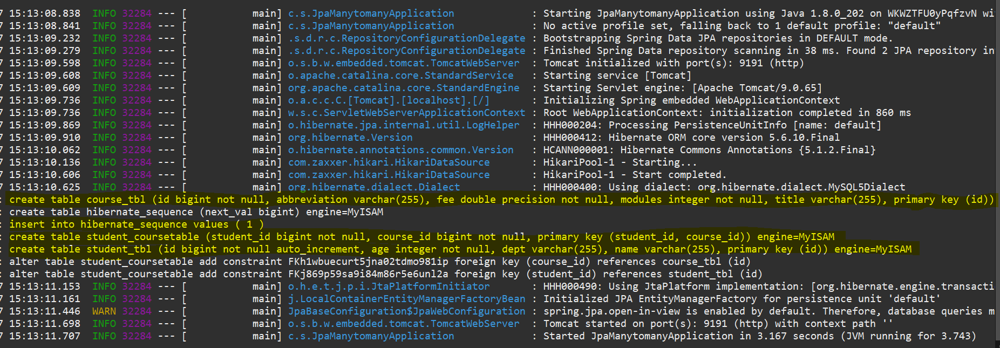 7 15:13:08.838  INFO 32284 --- [           main] c.s.JpaManytomanyApplication             : Starting JpaManytomanyApplication using Java 1.8.0_202 on WKWZTFU0yPqfzvN wi
7 15:13:08.841  INFO 32284 --- [           main] c.s.JpaManytomanyApplication             : No active profile set, falling back to 1 default profile: "default"
7 15:13:09.232  INFO 32284 --- [           main] .s.d.r.c.RepositoryConfigurationDelegate : Bootstrapping Spring Data JPA repositories in DEFAULT mode.
7 15:13:09.279  INFO 32284 --- [           main] .s.d.r.c.RepositoryConfigurationDelegate : Finished Spring Data repository scanning in 38 ms. Found 2 JPA repository in
7 15:13:09.598  INFO 32284 --- [           main] o.s.b.w.embedded.tomcat.TomcatWebServer  : Tomcat initialized with port(s): 9191 (http)
7 15:13:09.608  INFO 32284 --- [           main] o.apache.catalina.core.StandardService   : Starting service [Tomcat]
7 15:13:09.609  INFO 32284 --- [           main] org.apache.catalina.core.StandardEngine  : Starting Servlet engine: [Apache Tomcat/9.0.65]
7 15:13:09.736  INFO 32284 --- [           main] o.a.c.c.C.[Tomcat].[localhost].[/]       : Initializing Spring embedded WebApplicationContext
7 15:13:09.736  INFO 32284 --- [           main] w.s.c.ServletWebServerApplicationContext : Root WebApplicationContext: initialization completed in 860 ms
7 15:13:09.869  INFO 32284 --- [           main] o.hibernate.jpa.internal.util.LogHelper  : HHH000204: Processing PersistenceUnitInfo [name: default]
7 15:13:09.910  INFO 32284 --- [           main] org.hibernate.Version                    : HHH000412: Hibernate ORM core version 5.6.10.Final
7 15:13:10.062  INFO 32284 --- [           main] o.hibernate.annotations.common.Version   : HCANN000001: Hibernate Commons Annotations {5.1.2.Final}
7 15:13:10.136  INFO 32284 --- [           main] com.zaxxer.hikari.HikariDataSource       : HikariPool-1 - Starting...
7 15:13:10.606  INFO 32284 --- [           main] com.zaxxer.hikari.HikariDataSource       : HikariPool-1 - Start completed.
7 15:13:10.625  INFO 32284 --- [           main] org.hibernate.dialect.Dialect            : HHH000400: Using dialect: org.hibernate.dialect.MySQL5Dialect
: create table course_tbl (id bigint not null, abbreviation varchar(255), fee double precision not null, modules integer not null, title varchar(255), primary key (id))
: create table hibernate_sequence (next_val bigint) engine=MyISAM
: insert into hibernate_sequence values ( 1 )
: create table student_coursetable (student_id bigint not null, course_id bigint not null, primary key (student_id, course_id)) engine=MyISAM
: create table student_tbl (id bigint not null auto_increment, age integer not null, dept varchar(255), name varchar(255), primary key (id)) engine=MyISAM
: alter table student_coursetable add constraint FKh1wbuecurt5jna02tdmo981ip foreign key (course_id) references course_tbl (id)
: alter table student_coursetable add constraint FKj869p59sa9i84m86r5e6unl2a foreign key (student_id) references student_tbl (id)
7 15:13:11.153  INFO 32284 --- [           main] o.h.e.t.j.p.i.JtaPlatformInitiator       : HHH000490: Using JtaPlatform implementation: [org.hibernate.engine.transacti
7 15:13:11.161  INFO 32284 --- [           main] j.LocalContainerEntityManagerFactoryBean : Initialized JPA EntityManagerFactory for persistence unit 'default'
7 15:13:11.446  WARN 32284 --- [           main] JpaBaseConfiguration$JpaWebConfiguration : spring.jpa.open-in-view is enabled by default. Therefore, database queries m
7 15:13:11.698  INFO 32284 --- [           main] o.s.b.w.embedded.tomcat.TomcatWebServer  : Tomcat started on port(s): 9191 (http) with context path ''
7 15:13:11.707  INFO 32284 --- [           main] c.s.JpaManytomanyApplication             : Started JpaManytomanyApplication in 3.167 seconds (JVM running for 3.743)